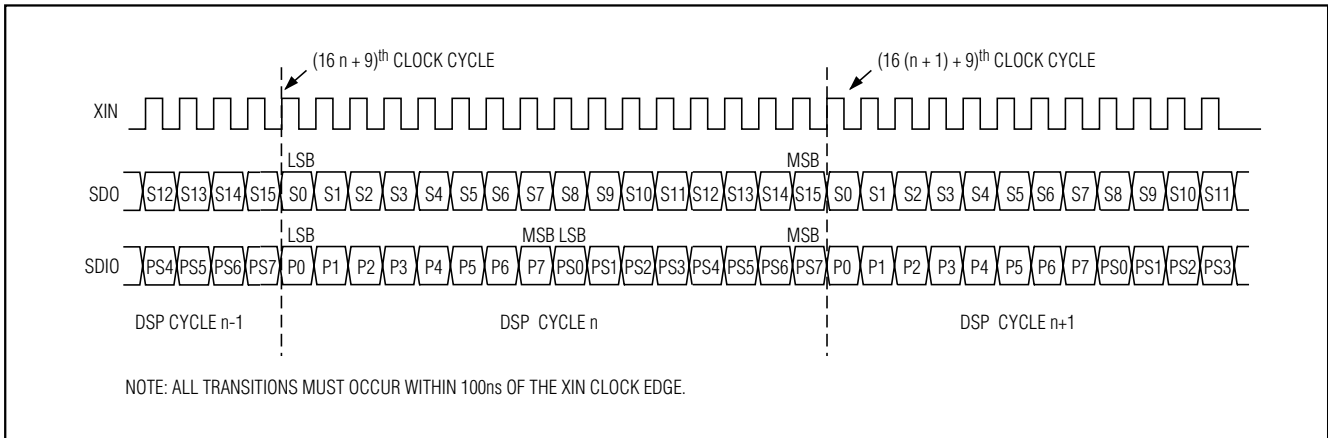 (16 n + 9)th CLOCK CYCLE (16 (n + 1) + 9)th CLOCK CYCLE
XIN
LSB MSB
SDO S12 S13 S14 S15 S0 S1 S2 S3 S4 S5 S6 S7 S8 S9 S10 S11 S12 S13 S14 S15 S0 S1 S2 S3 S4 S5 S6 S7 S8 S9 S10 S11
LSB MSB LSB MSB
SDIO PS4 PS5 PS6 PS7 P0 P1 P2 P3 P4 P5 P6 P7 PS0 PS1 PS2 PS3 PS4 PS5 PS6 PS7 P0 P1 P2 P3 P4 P5 P6 P7 PS0 PS1 PS2 PS3
DSP CYCLE n-1 DSP CYCLE n DSP CYCLE n+1
NOTE: ALL TRANSITIONS MUST OCCUR WITHIN 100ns OF THE XIN CLOCK EDGE.